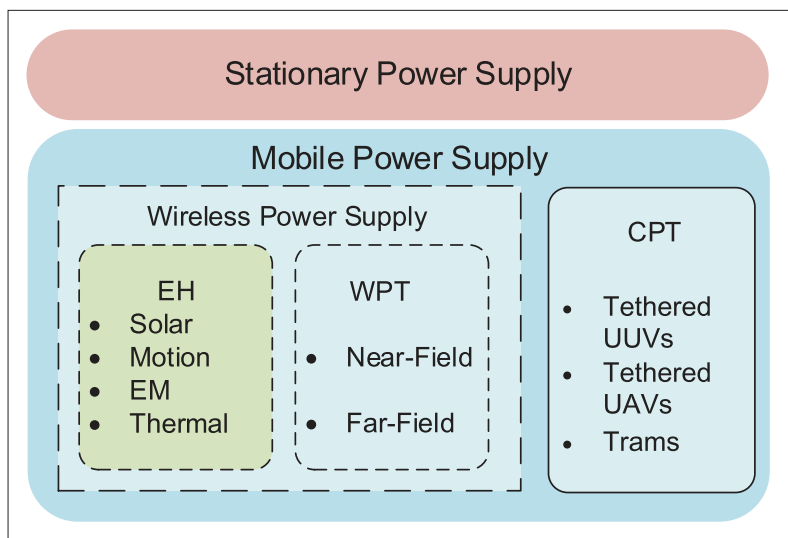 Stationary Power Supply
Mobile Power Supply
Wireless Power Supply
EH
• Solar
• Motion
• EM
• Thermal
WPT
• Near-Field
• Far-Field
CPT
• Tethered
UUVs
• Tethered
UAVs
• Trams